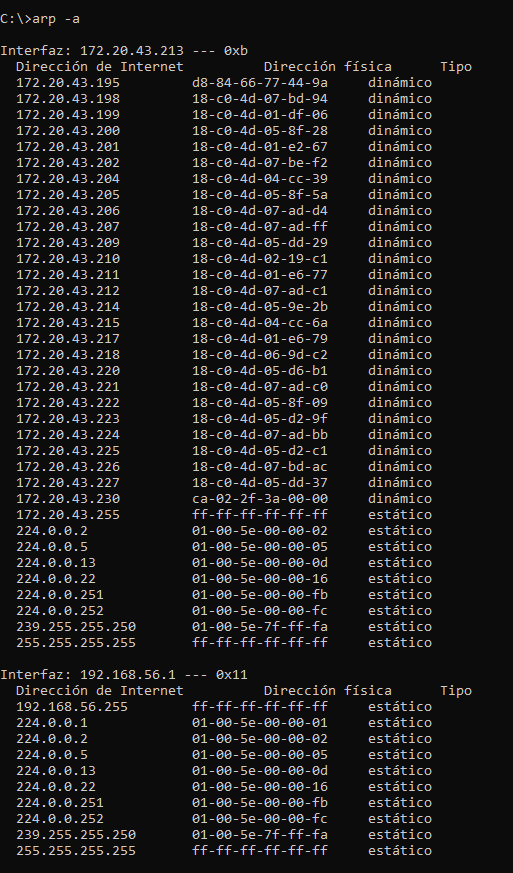 C:\>arp -a
Interfaz: 172.20.43.213 --- 0xb
Dirección de Internet Dirección física Tipo
172.20.43.195 d8-84-66-77-44-9a dinámico
172.20.43.198 18-c0-4d-07-bd-94 dinámico
172.20.43.199 18-c0-4d-01-df-06 dinámico
172.20.43.200 18-c0-4d-05-8f-28 dinámico
172.20.43.201 18-c0-4d-01-e2-67 dinámico
172.20.43.202 18-c0-4d-07-be-f2 dinámico
172.20.43.204 18-c0-4d-04-cc-39 dinámico
172.20.43.205 18-c0-4d-05-8f-5a dinámico
172.20.43.206 18-c0-4d-07-ad-d4 dinámico
172.20.43.207 18-c0-4d-07-ad-ff dinámico
172.20.43.209 18-c0-4d-05-dd-29 dinámico
172.20.43.210 18-c0-4d-02-19-c1 dinámico
172.20.43.211 18-c0-4d-01-e6-77 dinámico
172.20.43.212 18-c0-4d-07-ad-c1 dinámico
172.20.43.214 18-c0-4d-05-9e-2b dinámico
172.20.43.215 18-c0-4d-04-cc-6a dinámico
172.20.43.217 18-c0-4d-01-e6-79 dinámico
172.20.43.218 18-c0-4d-06-9d-c2 dinámico
172.20.43.220 18-c0-4d-05-d6-b1 dinámico
172.20.43.221 18-c0-4d-07-ad-c0 dinámico
172.20.43.222 18-c0-4d-05-8f-09 dinámico
172.20.43.223 18-c0-4d-05-d2-9f dinámico
172.20.43.224 18-c0-4d-07-ad-bb dinámico
172.20.43.225 18-c0-4d-05-d2-c1 dinámico
172.20.43.226 18-c0-4d-07-bd-ac dinámico
172.20.43.227 18-c0-4d-05-dd-37 dinámico
172.20.43.230 ca-02-2f-3a-00-00 dinámico
172.20.43.255 ff-ff-ff-ff-ff-ff estático
224.0.0.2 01-00-5e-00-00-02 estático
224.0.0.5 01-00-5e-00-00-05 estático
224.0.0.13 01-00-5e-00-00-0d estático
224.0.0.22 01-00-5e-00-00-16 estático
224.0.0.251 01-00-5e-00-00-fb estático
224.0.0.252 01-00-5e-00-00-fc estático
239.255.255.250 01-00-5e-7f-ff-fa estático
255.255.255.255 ff-ff-ff-ff-ff-ff estático
Interfaz: 192.168.56.1 --- 0x11
Dirección de Internet Dirección física Tipo
192.168.56.255 ff-ff-ff-ff-ff-ff estático
224.0.0.1 01-00-5e-00-00-01 estático
224.0.0.2 01-00-5e-00-00-02 estático
224.0.0.5 01-00-5e-00-00-05 estático
224.0.0.13 01-00-5e-00-00-0d estático
224.0.0.22 01-00-5e-00-00-16 estático
224.0.0.251 01-00-5e-00-00-fb estático
224.0.0.252 01-00-5e-00-00-fc estático
239.255.255.250 01-00-5e-7f-ff-fa estático
255.255.255.255 ff-ff-ff-ff-ff-ff estático